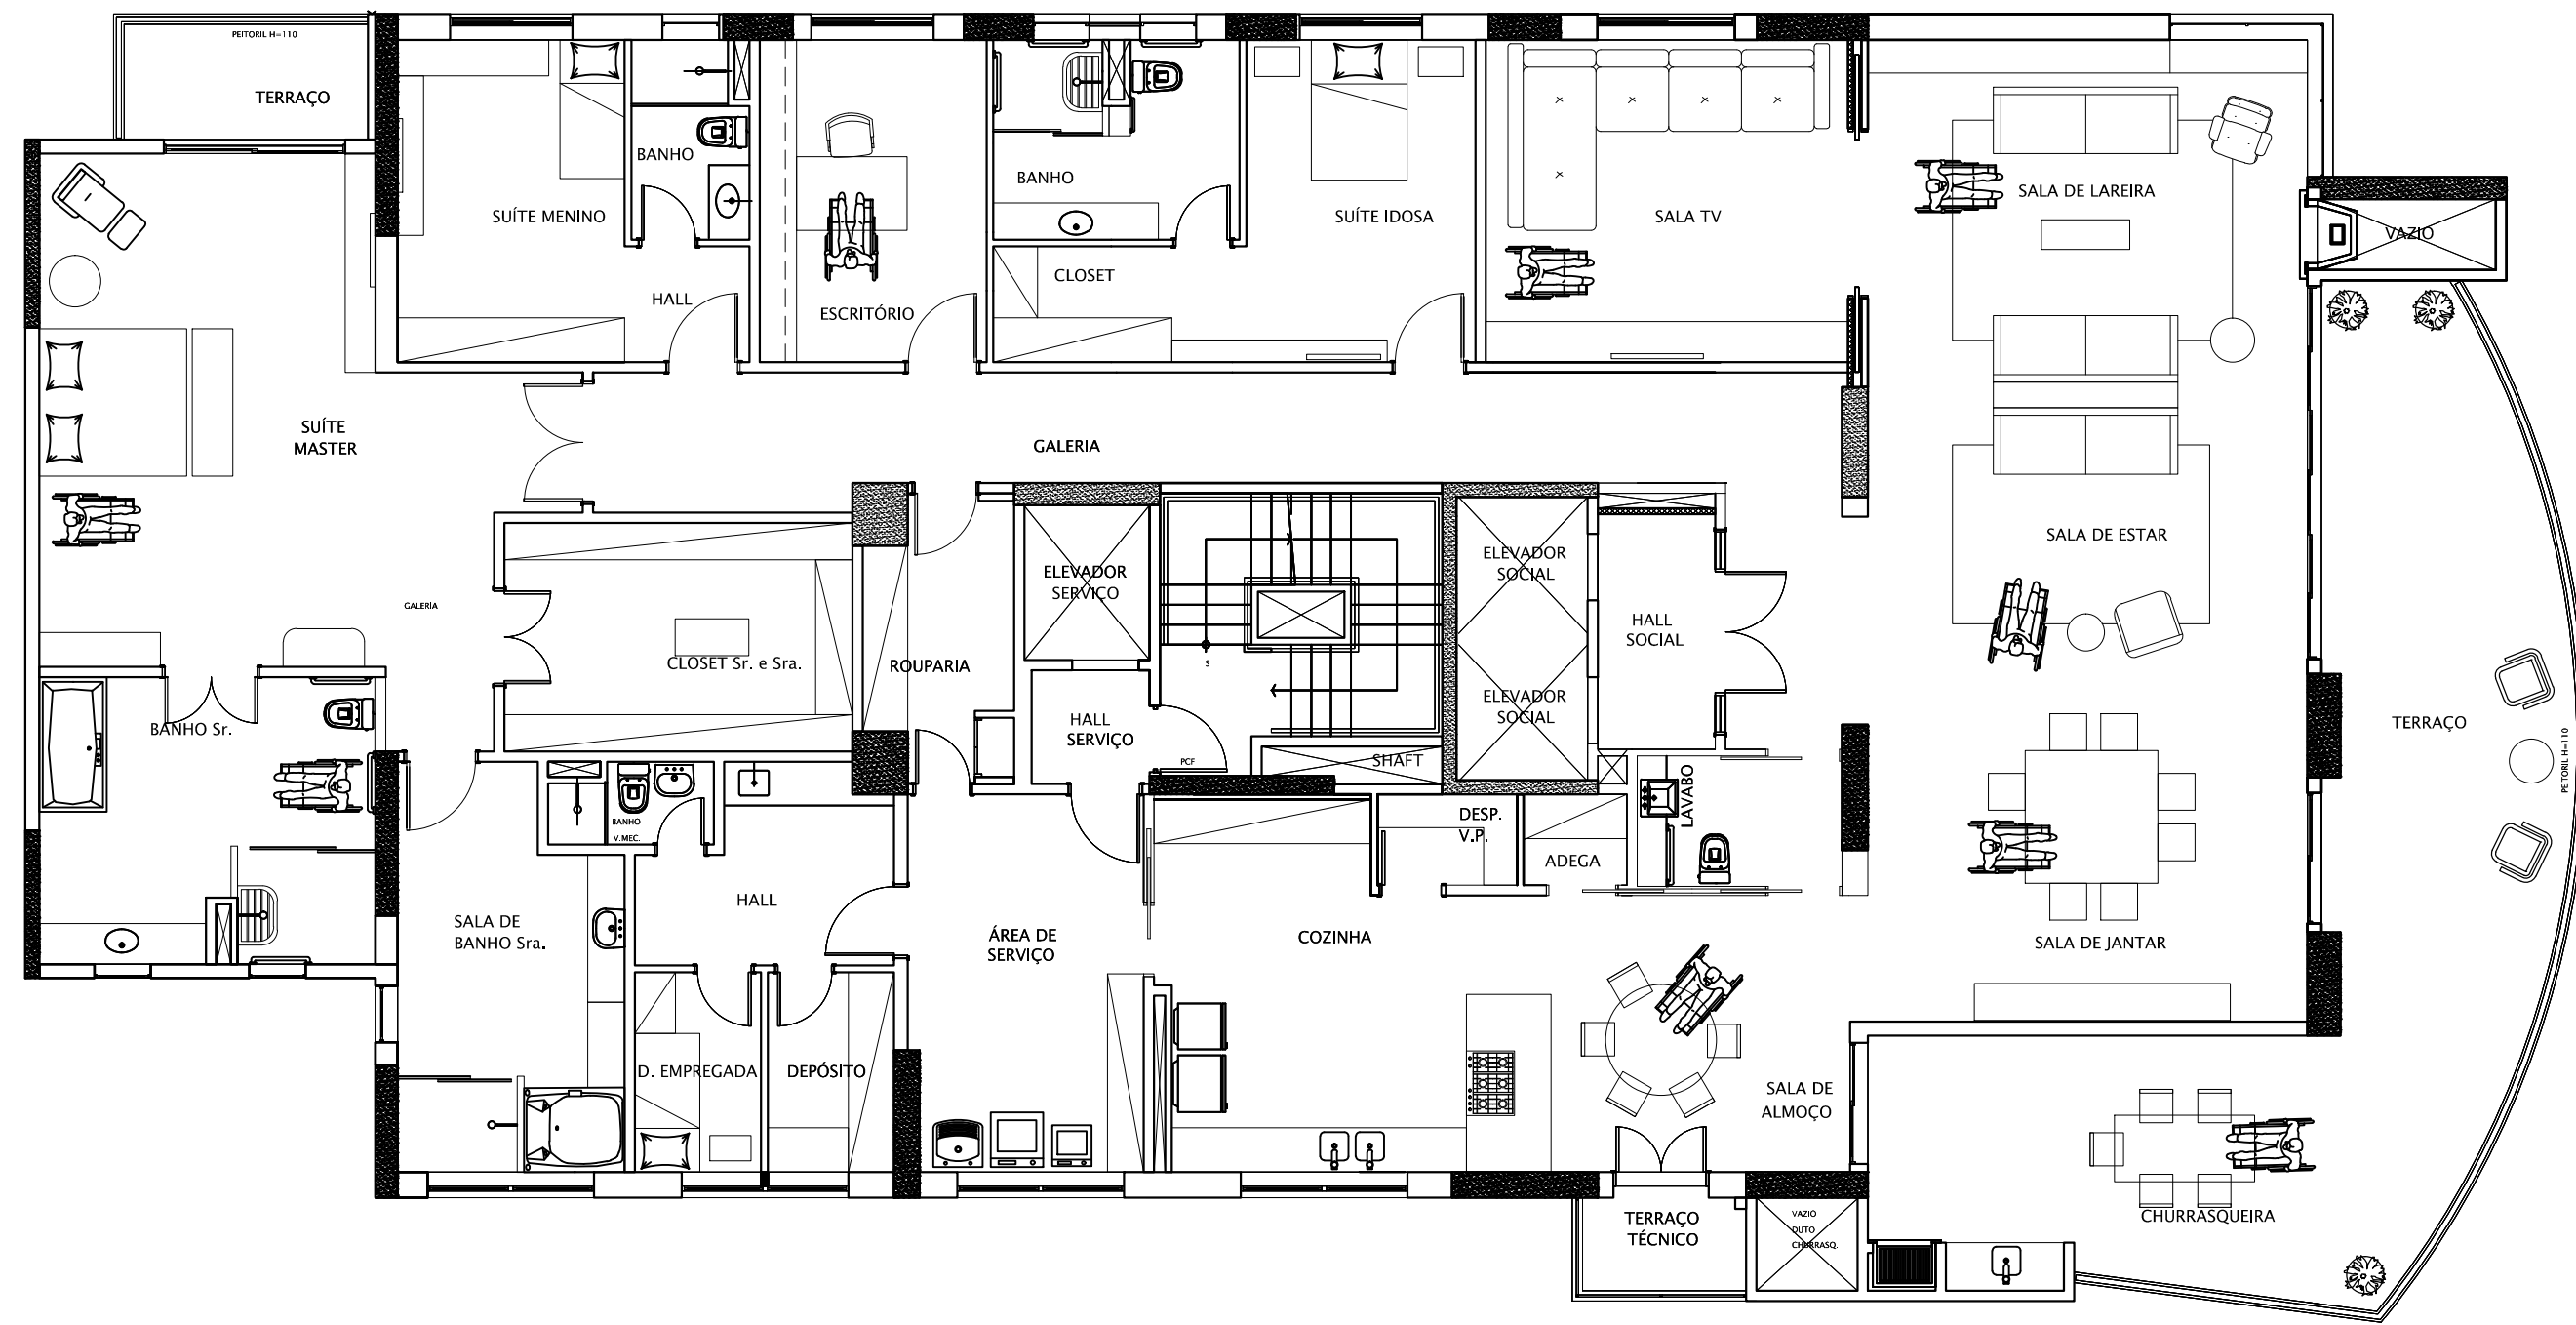 PEITORIL H=110
TERRAÇO
BANHO
SUÍTE MENINO
HALL
ESCRITÓRIO
BANHO
CLOSET
SUÍTE IDOSA
SALA TV
SALA DE LAREIRA
VAZIO
SUÍTE
MASTER
GALERIA
SALA DE ESTAR
GALERIA
CLOSET Sr. e Sra.
ROUPARIA
ELEVADOR
SERVIÇO
S
HALL
SERVIÇO
PCF
SHAFT
ELEVADOR
SOCIAL
ELEVADOR
SOCIAL
HALL
SOCIAL
TERRAÇO
PEITORIL H=110
BANHO Sr.
BANHO
V.MEC.
HALL
SALA DE
BANHO Sra.
ÁREA DE
SERVIÇO
COZINHA
DESP.
V.P.
ADEGA
LAVABO
SALA DE JANTAR
D. EMPREGADA
DEPÓSITO
SALA DE
ALMOÇO
CHURRASQUEIRA
TERRAÇO
TÉCNICO
VAZIO
DUTO
CHURRASQ.